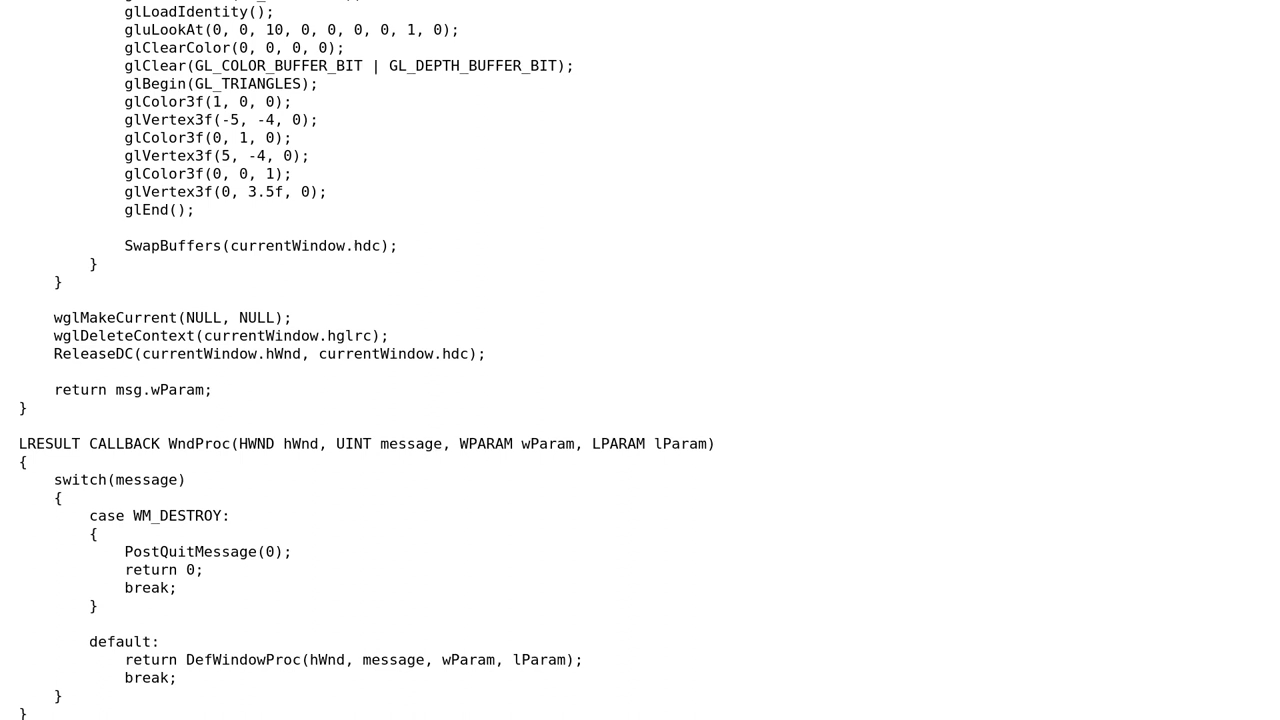 glLoadIdentity();
gluLookAt(0, 0, 10, 0, 0, 0, 0, 1, 0);
glClearColor(0, 0, 0, 0);
glClear(GL_COLOR_BUFFER_BIT | GL_DEPTH_BUFFER_BIT);
glBegin(GL_TRIANGLES);
glColor3f(1, 0, 0);
glVertex3f(-5, -4, 0);
glColor3f(0, 1, 0);
glVertex3f(5, -4, 0);
glColor3f(0, 0, 1);
glVertex3f(0, 3.5f, 0);
glEnd();
SwapBuffers(currentWindow.hdc);
}
}
wglMakeCurrent(NULL, NULL);
wglDeleteContext(currentWindow.hglrc);
ReleaseDC(currentWindow.hWnd, currentWindow.hdc);
return msg.wParam;
}
LRESULT CALLBACK WndProc(HWND hWnd, UINT message, WPARAM wParam, LPARAM lParam)
{
switch(message)
{
case WM_DESTROY:
{
PostQuitMessage(0);
return 0;
break;
}
default:
return DefWindowProc(hWnd, message, wParam, lParam);
break;
}
}